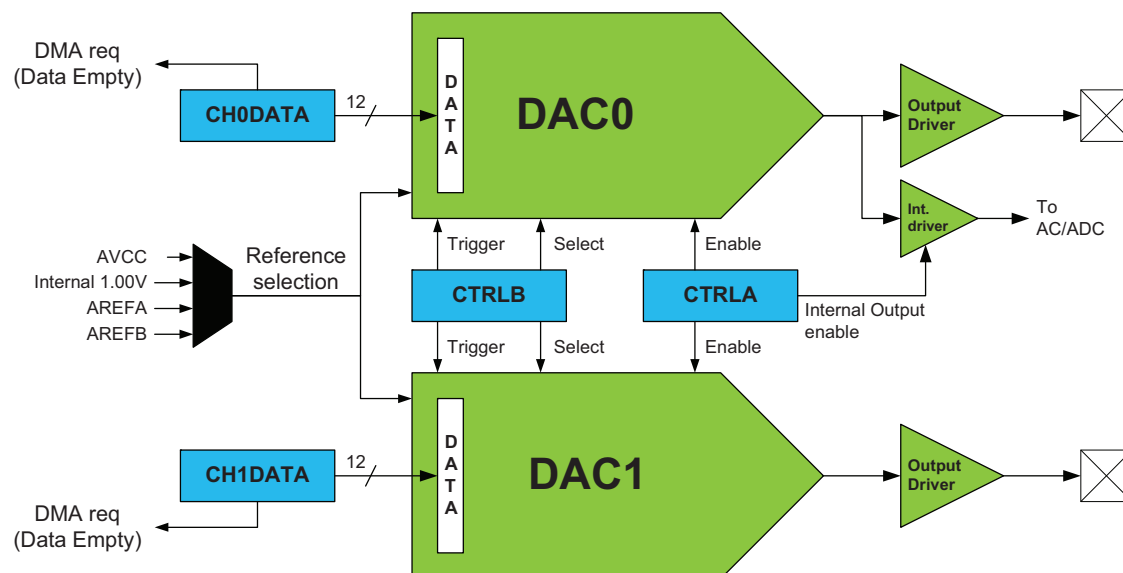 DMA req
(Data Empty)
CH0DATA
12
D
A
T
A
DAC0
Output
Driver
Int.
driver
To
AC/ADC
Trigger
Select
Enable
AVCC
Internal 1.00V
AREFA
AREFB
Reference
selection
CTRLB
CTRLA
Internal Output
enable
Trigger
Select
Enable
CH1DATA
12
D
A
T
A
DAC1
Output
Driver
DMA req
(Data Empty)